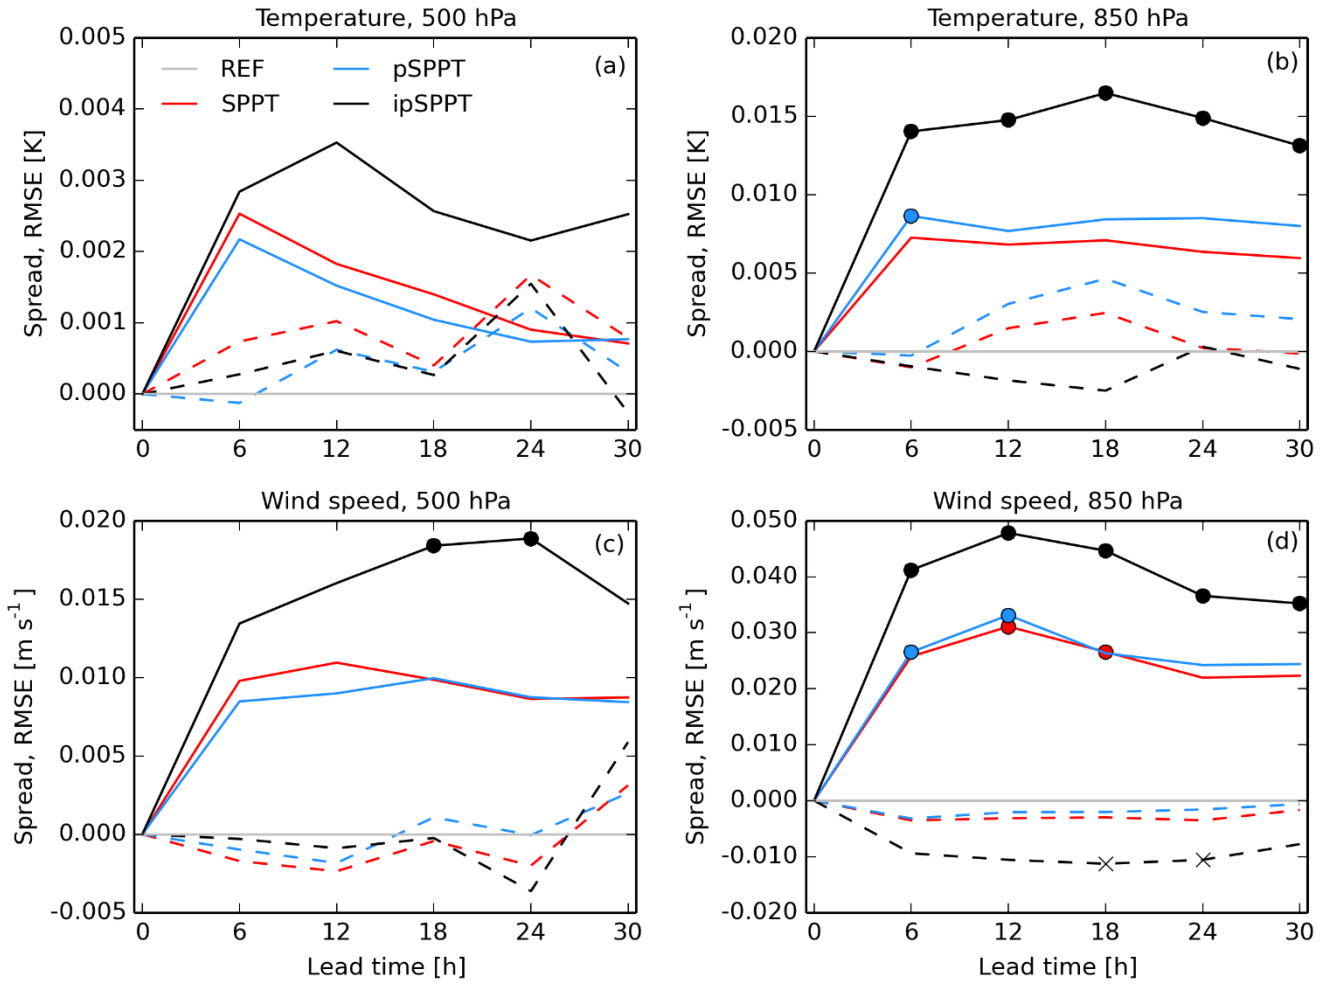 Temperature, 500 hPa
0.005
0.004
0.003
0.002
0.001
0.000
Spread, RMSE [K]
REF
SPPT
pSPPT
ipSPPT
(a)
0 6 12 18 24 30
Temperature, 850 hPa
0.020
0.015
0.010
0.005
0.000
-0.005
Spread, RMSE [K]
(b)
0 6 12 18 24 30
Wind speed, 500 hPa
0.020
0.015
0.010
0.005
0.000
-0.005
Spread, RMSE [m s⁻¹]
(c)
0 6 12 18 24 30
Lead time [h]
Wind speed, 850 hPa
0.050
0.040
0.030
0.020
0.010
0.000
-0.010
-0.020
Spread, RMSE [m s⁻¹]
(d)
0 6 12 18 24 30
Lead time [h]